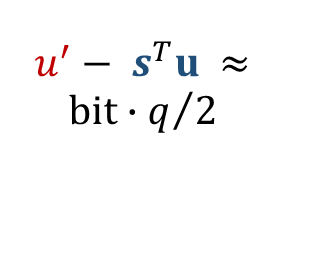 u′ − sᵀu ≈
bit · q/2